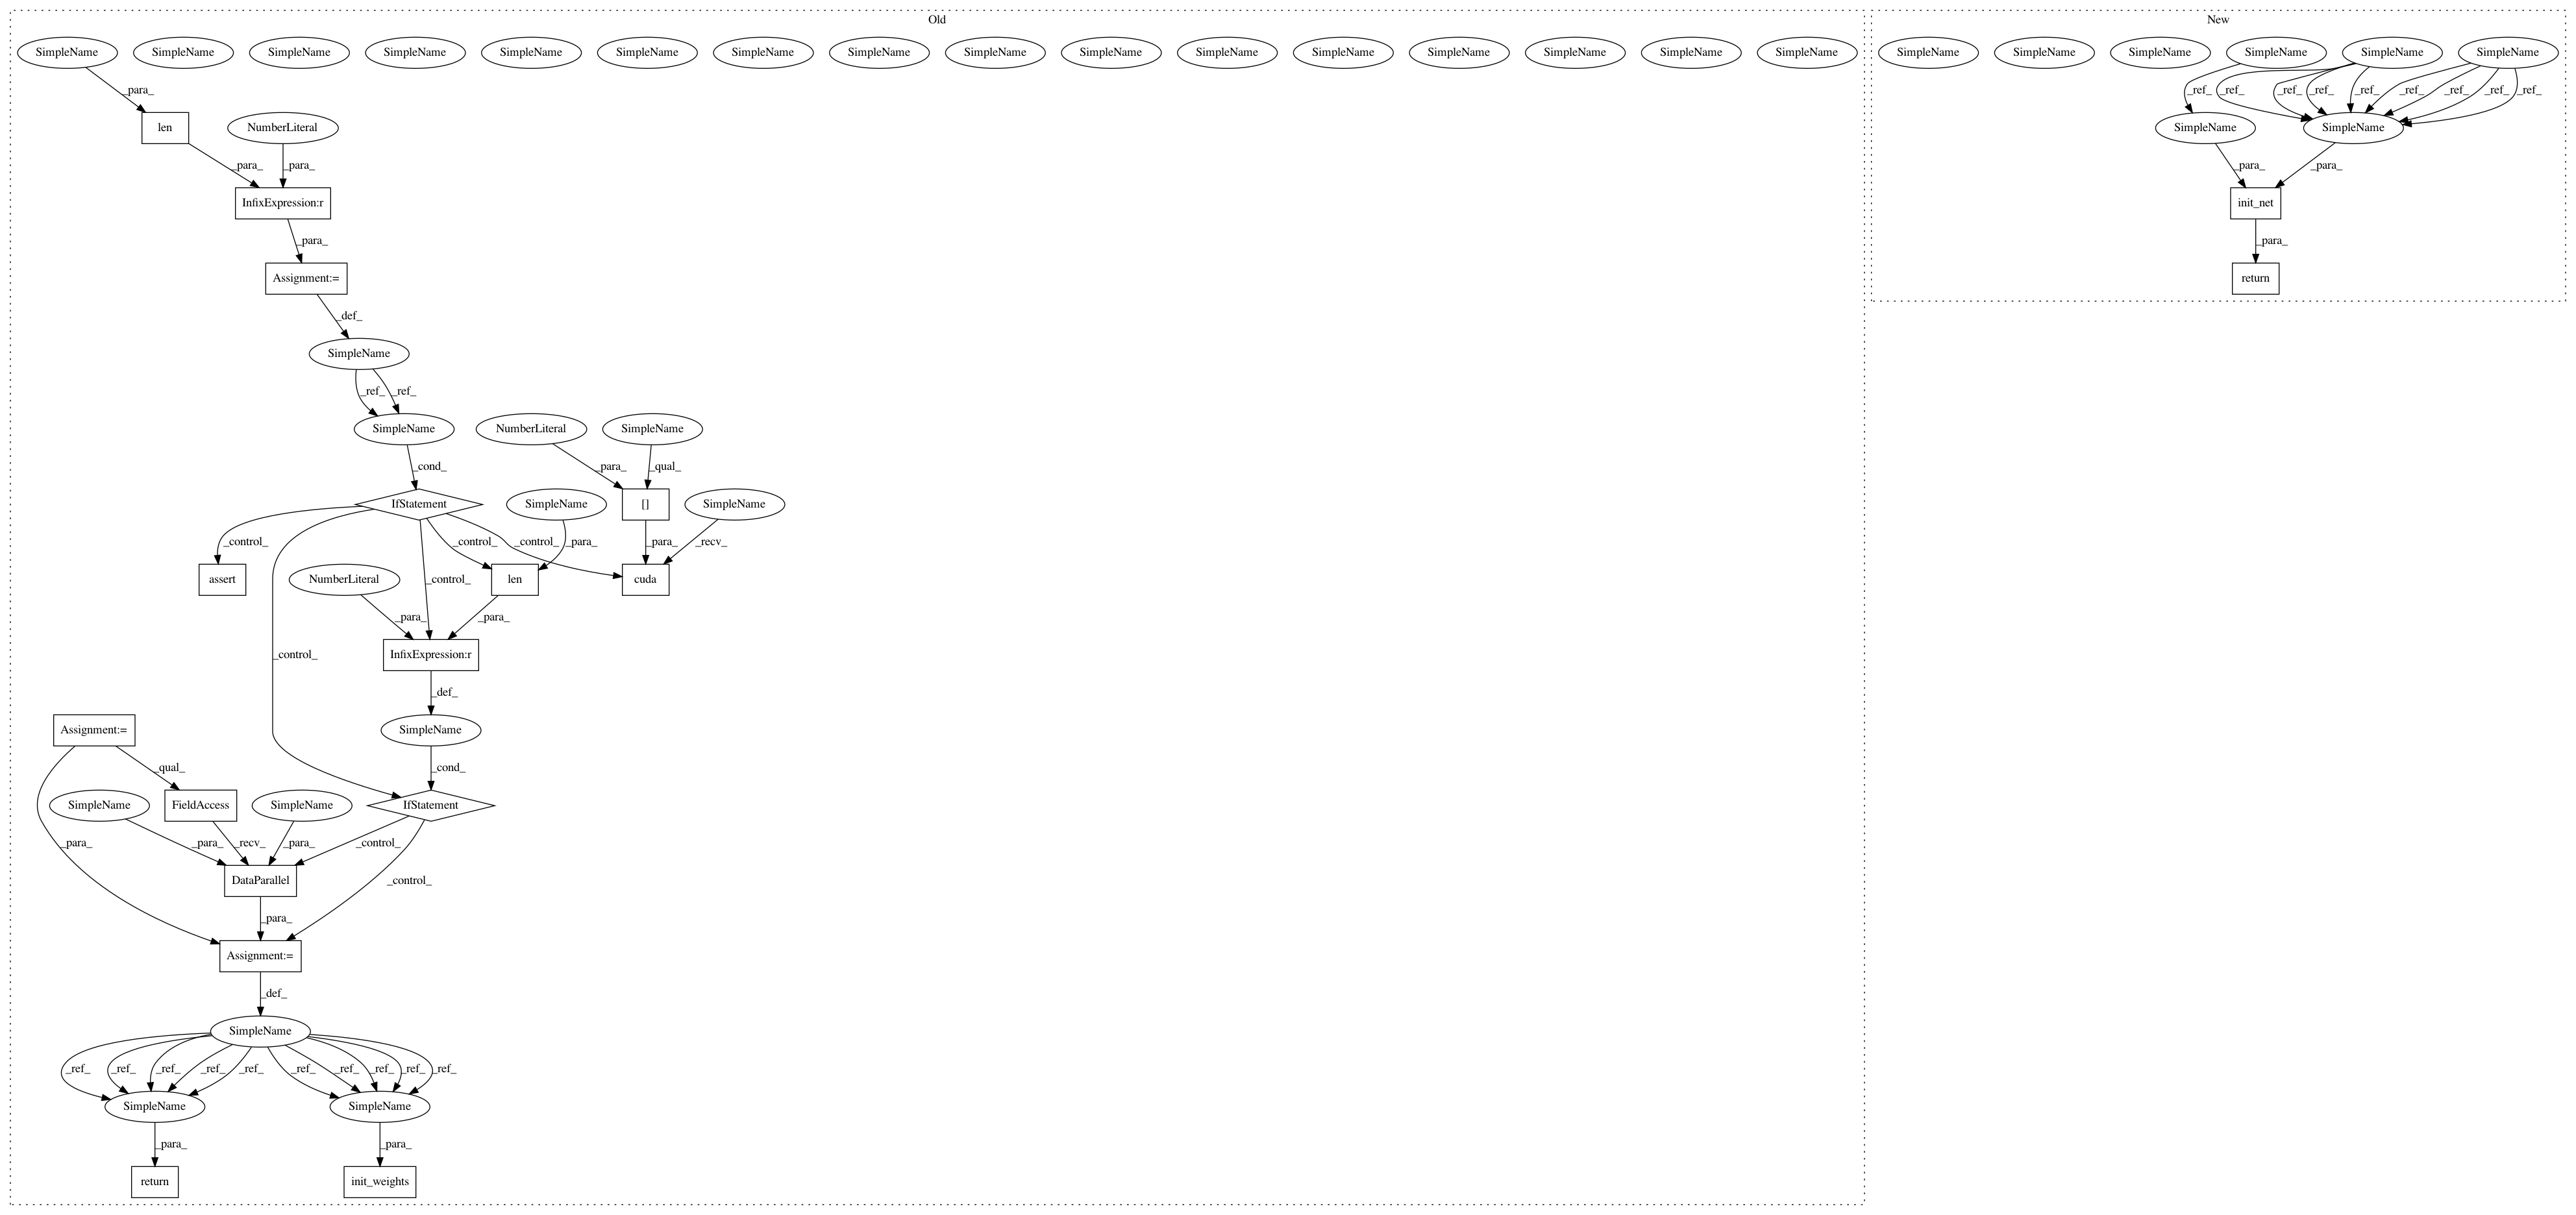 Old New
SimpleName SimpleName SimpleName SimpleName SimpleName SimpleName SimpleName SimpleName SimpleName SimpleName SimpleName SimpleName SimpleName SimpleName SimpleName SimpleName SimpleName SimpleName SimpleName SimpleName SimpleName SimpleName
_para_ _ref_ _ref_ _ref_ _ref_ _ref_ _ref_ _ref_ _ref_ _ref_
len NumberLiteral SimpleName SimpleName
_para_ _para_ _para_ _para_
InfixExpression:r init_net
_para_ _para_
Assignment:= return
_def_
SimpleName
_ref_ _ref_
SimpleName NumberLiteral SimpleName
_cond_ _para_ _qual_
IfStatement SimpleName [] SimpleName
_control_ _control_ _control_ _para_ _para_ _recv_
assert NumberLiteral _control_ len cuda
_para_ _para_
_control_ InfixExpression:r
_def_
Assignment:= SimpleName
_qual_ _cond_
SimpleName FieldAccess SimpleName IfStatement
_para_ _para_ _recv_ _para_ _control_
DataParallel _control_
_para_
Assignment:=
_def_
SimpleName
_ref_ _ref_ _ref_ _ref_ _ref_ _ref_ _ref_ _ref_ _ref_ _ref_
SimpleName SimpleName
_para_ _para_
return init_weights